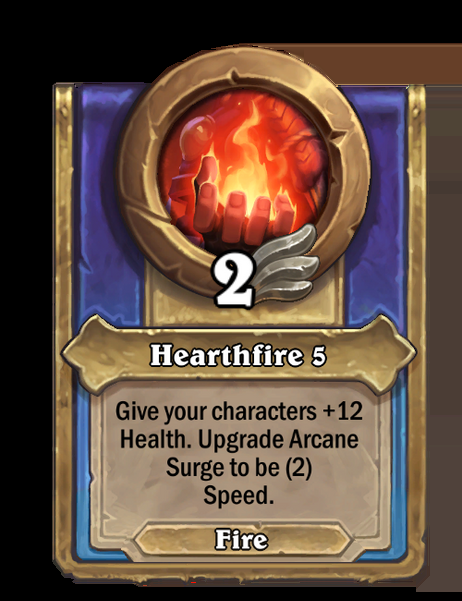 2
Hearthfire 5
Give your characters +12
Health. Upgrade Arcane
Surge to be (2)
Speed.
Fire